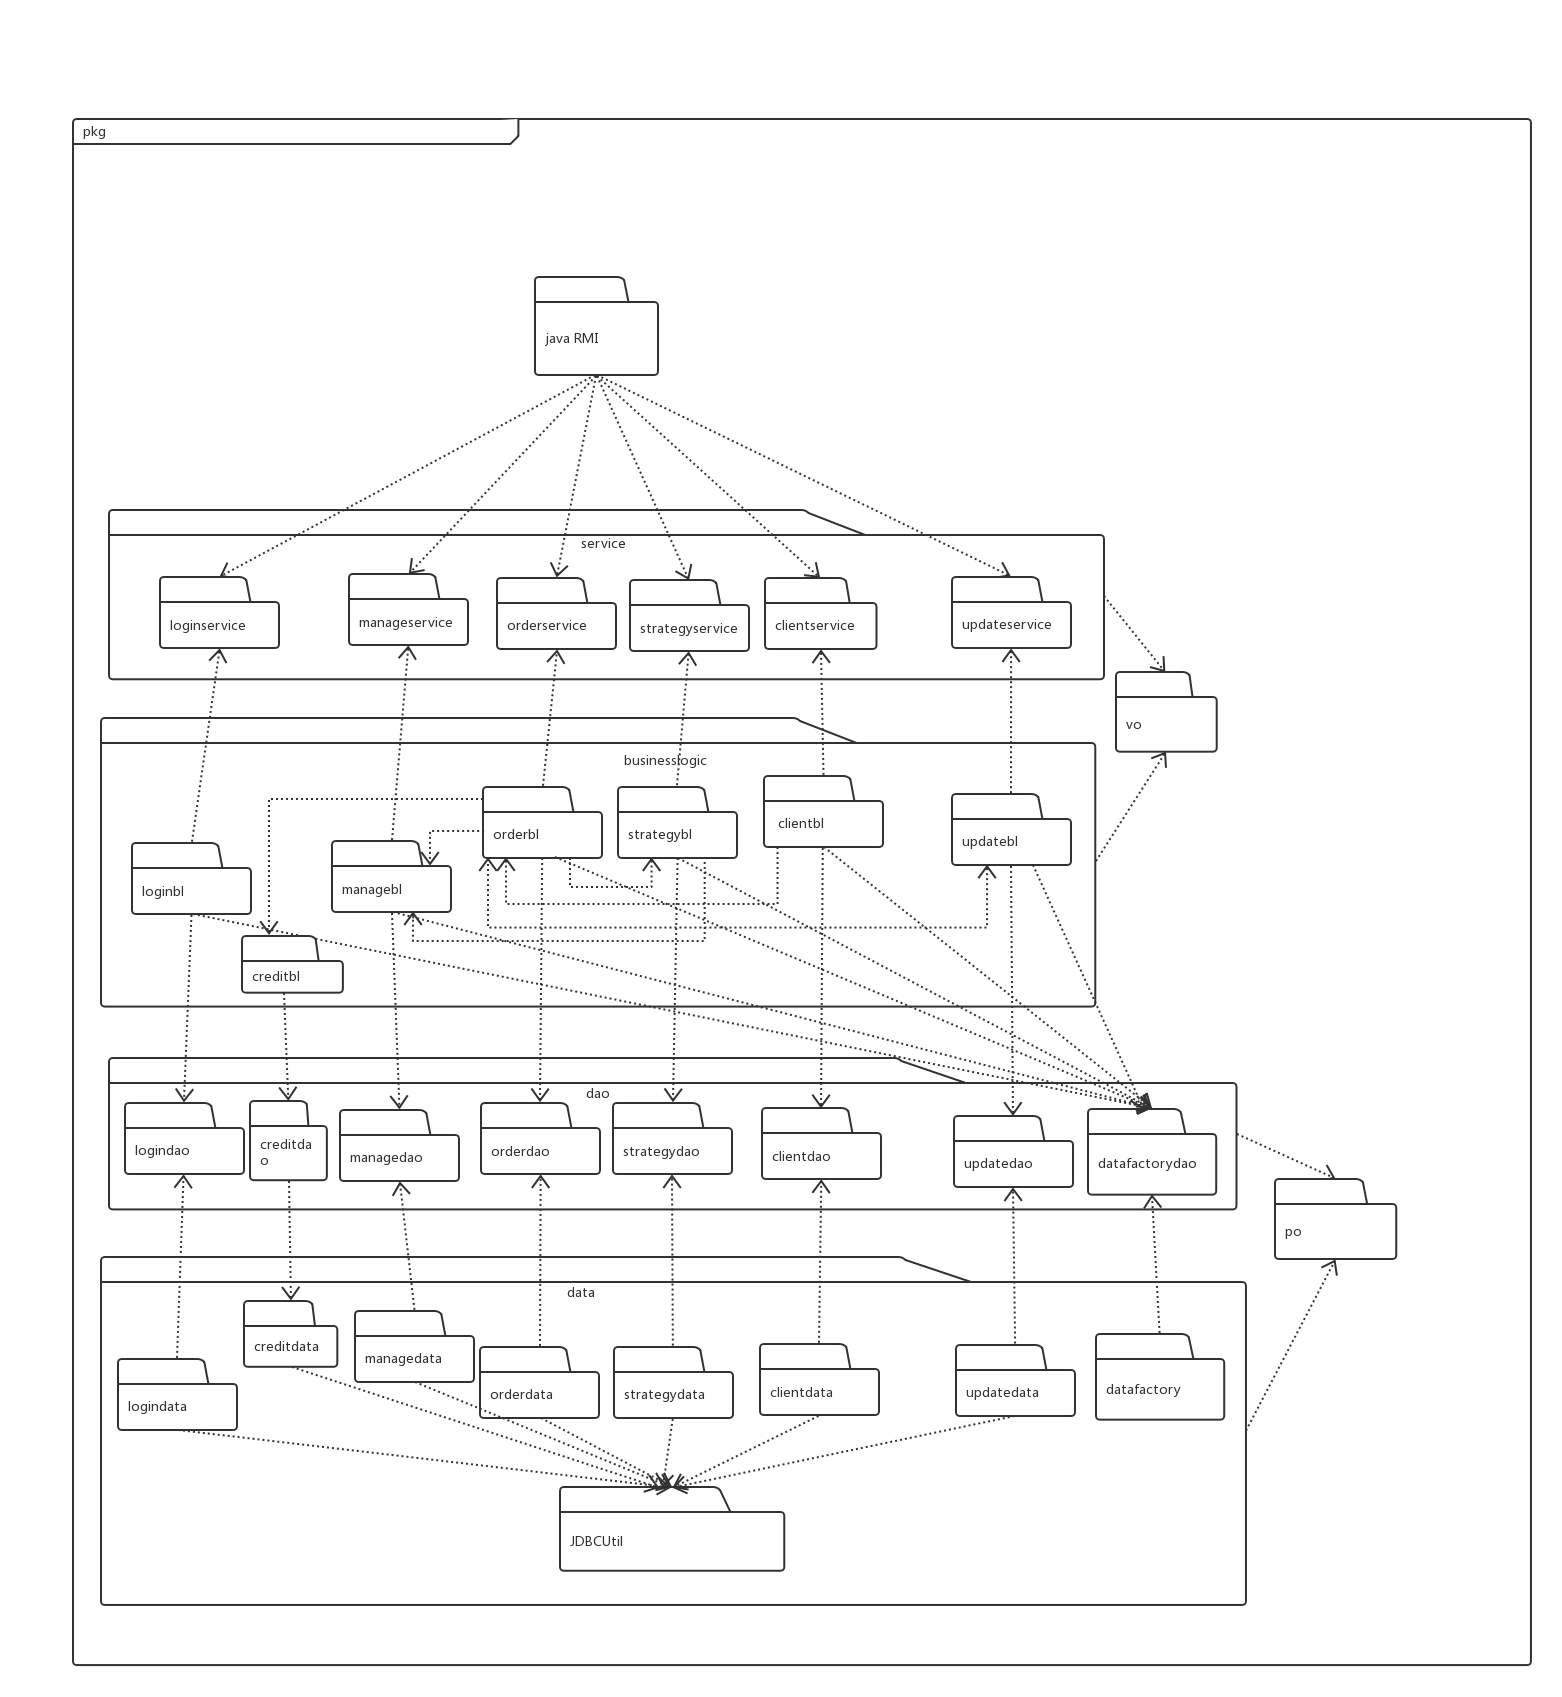 pkg
java RMI
service
loginservice
manageservice
orderservice
strategyservice
clientservice
updateservice
vo
businesslogic
orderbl
strategybl
clientbl
updatebl
loginbl
managebl
creditbl
dao
logindao
creditda
o
managedao
orderdao
strategydao
clientdao
updatedao
datafactorydao
po
data
creditdata
managedata
logindata
orderdata
strategydata
clientdata
updatedata
datafactory
JDBCUtil